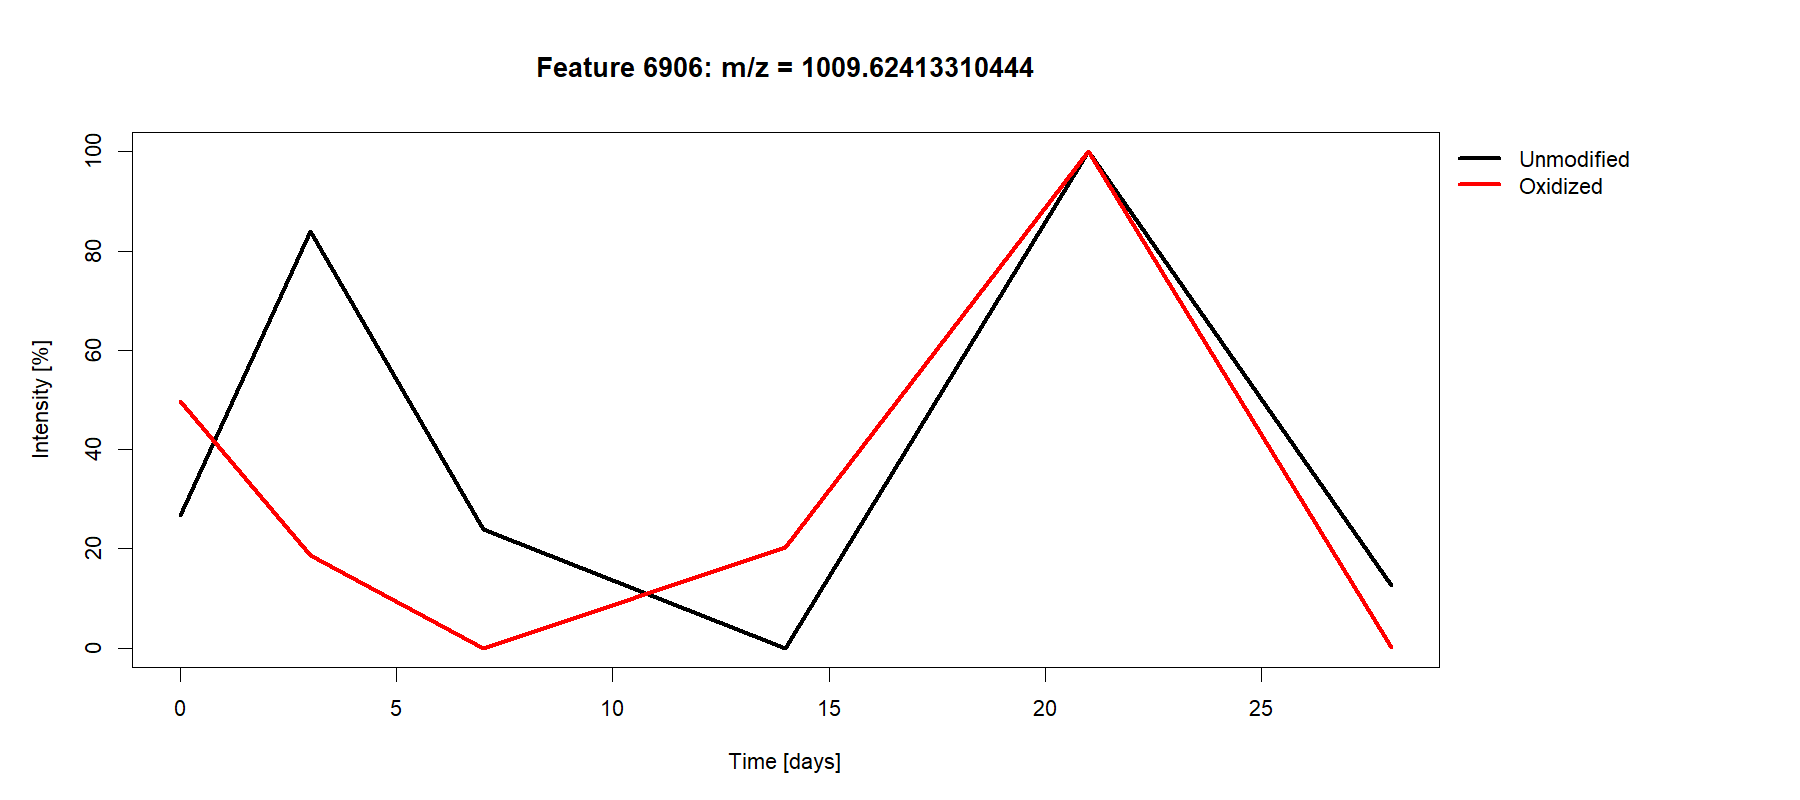 Feature 6906: m/z = 1009.62413310444
Unmodified
Oxidized
Intensity [%]
100
80
60
40
20
0
0 5 10 15 20 25
Time [days]